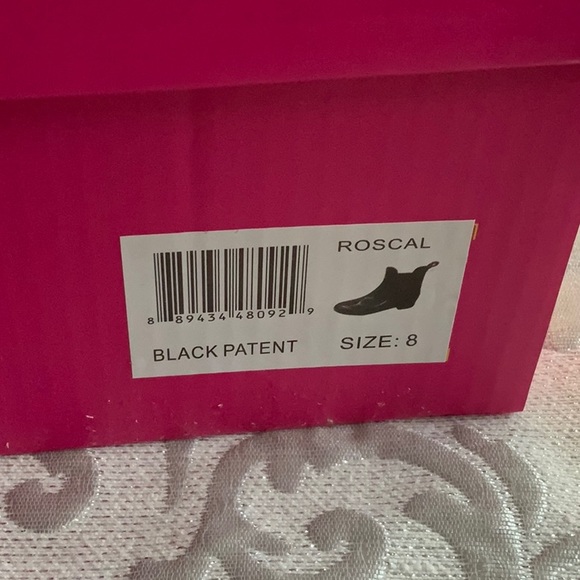 ROSCAL
8 89434 48092 9
BLACK PATENT
SIZE: 8